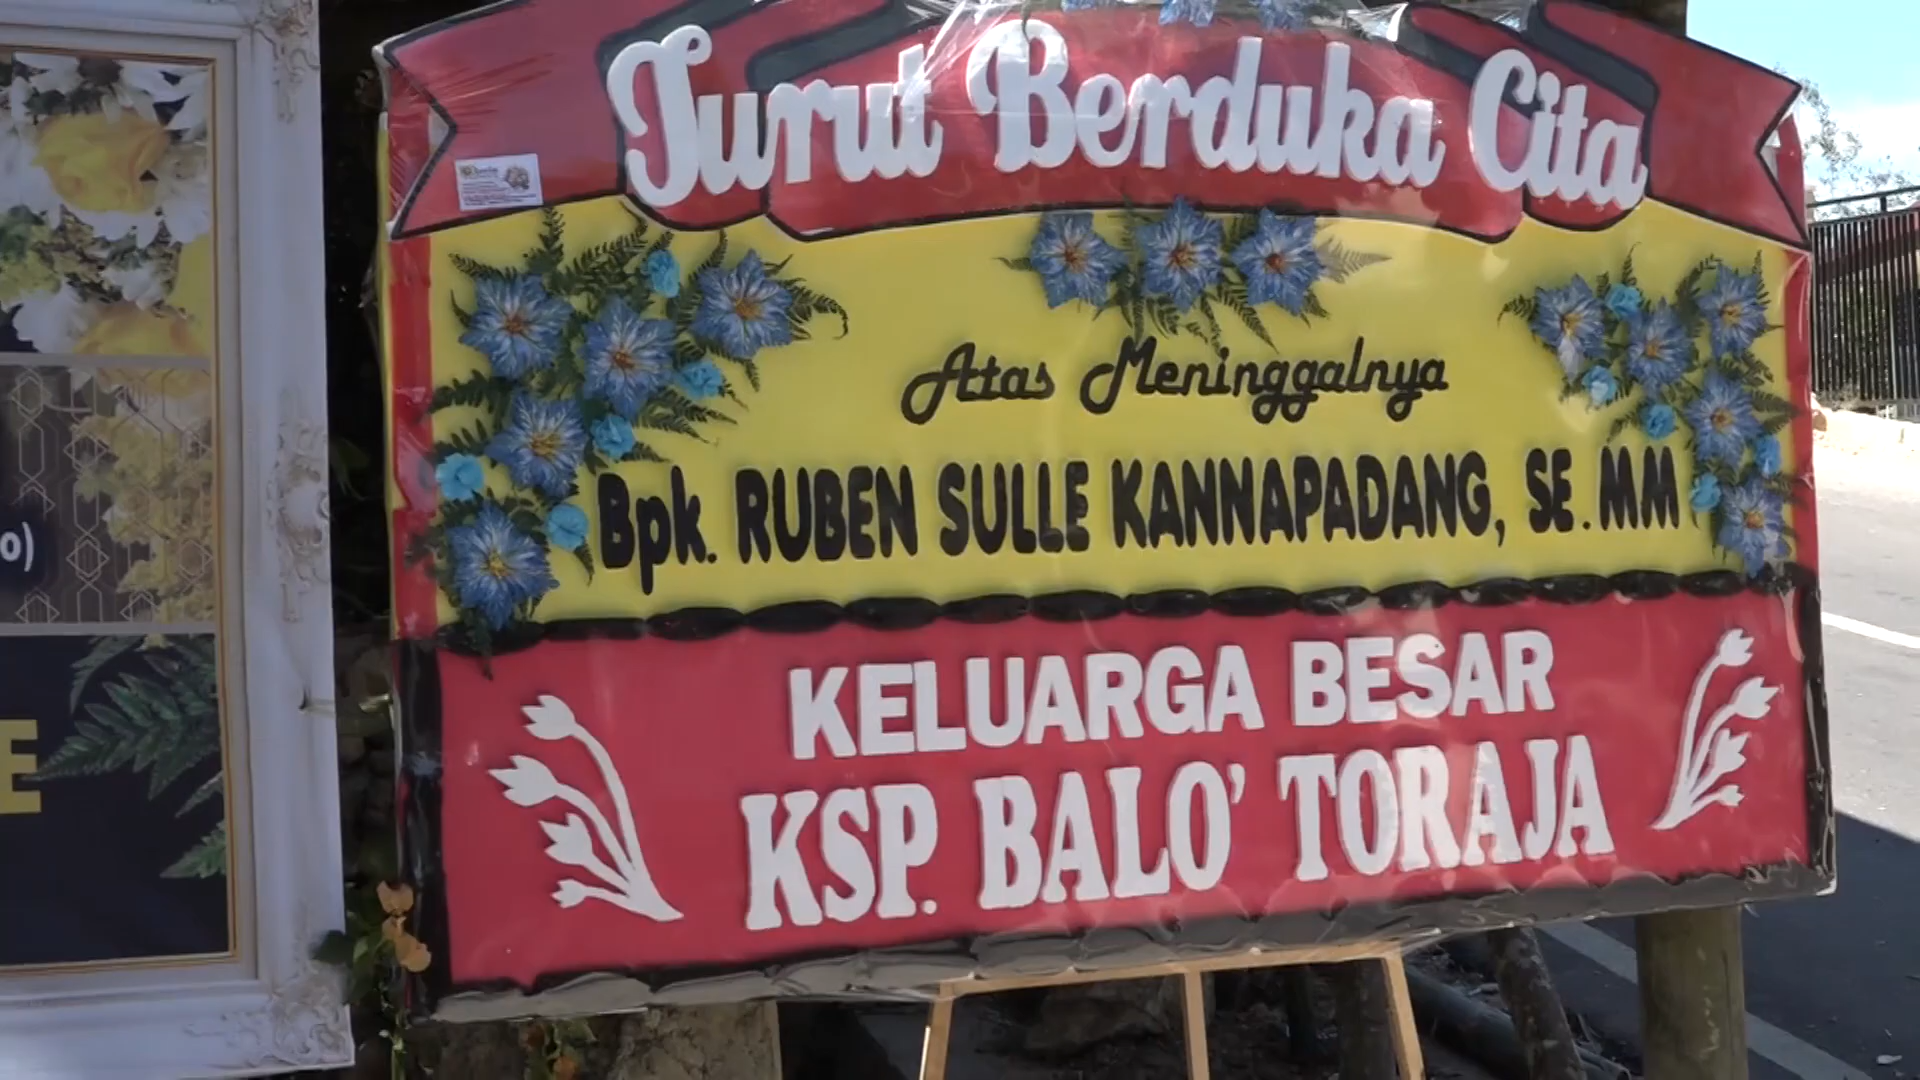 Turut Berduka Cita
Atas Meninggalnya
Bpk. RUBEN SULLE KANNAPADANG, SE. MM
KELUARGA BESAR
KSP. BALO' TORAJA
o)
E